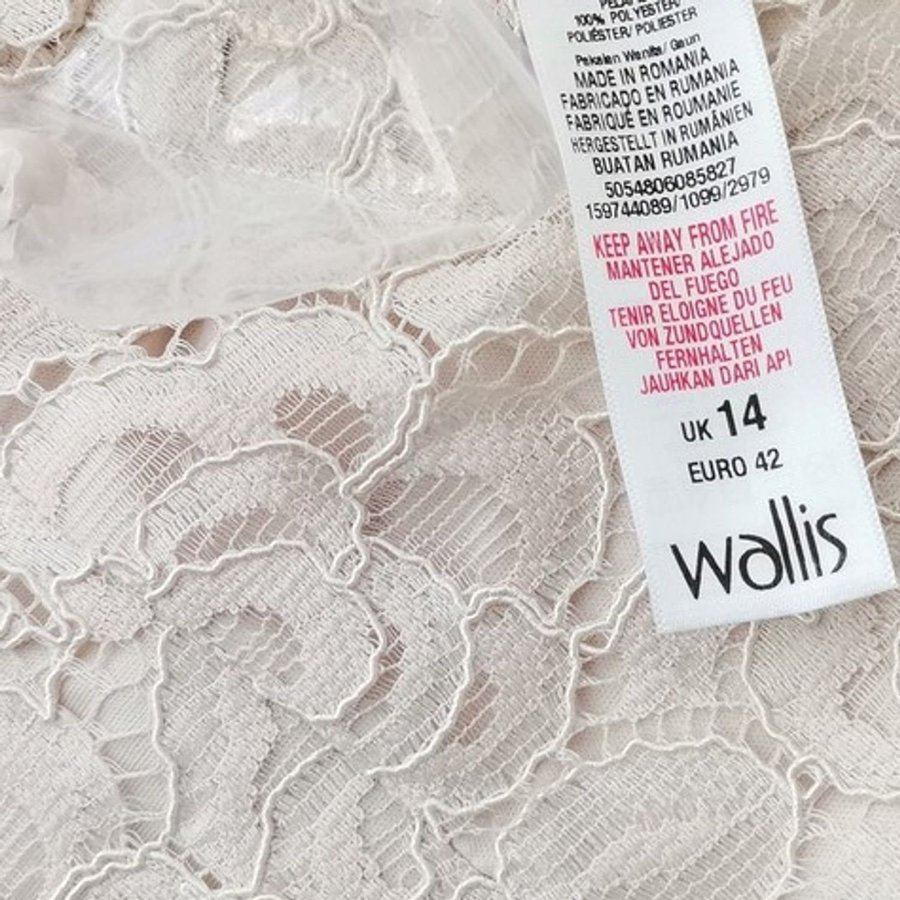 100% POLYESTER/
POLIÉSTER/ POLIESTER
Pakaian Wanita/ Gaun
MADE IN ROMANIA
FABRICADO EN RUMANIA
FABRIQUÉ EN ROUMANIE
HERGESTELLT IN RUMÄNIEN
BUATAN RUMANIA
5054806085827
159744089/1099/2979
KEEP AWAY FROM FIRE
MANTENER ALEJADO
DEL FUEGO
TENIR ELOIGNE DU FEU
VON ZUNDQUELLEN
FERNHALTEN
JAUHKAN DARI API
UK 14
EURO 42
wallis